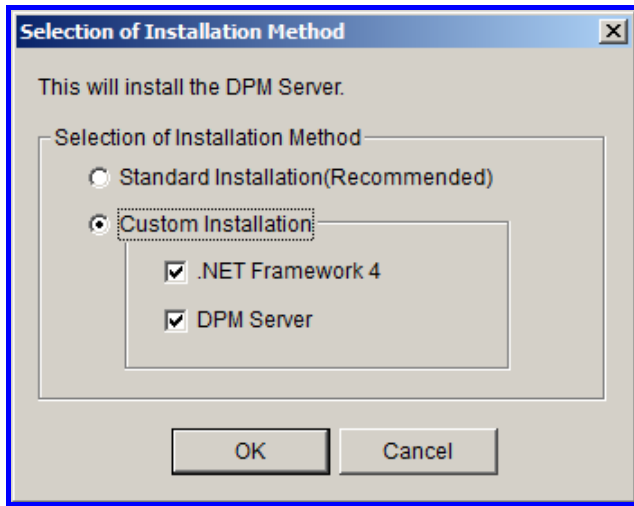 Selection of Installation Method
This will install the DPM Server.
Selection of Installation Method
Standard Installation(Recommended)
Custom Installation
.NET Framework 4
DPM Server
OK
Cancel